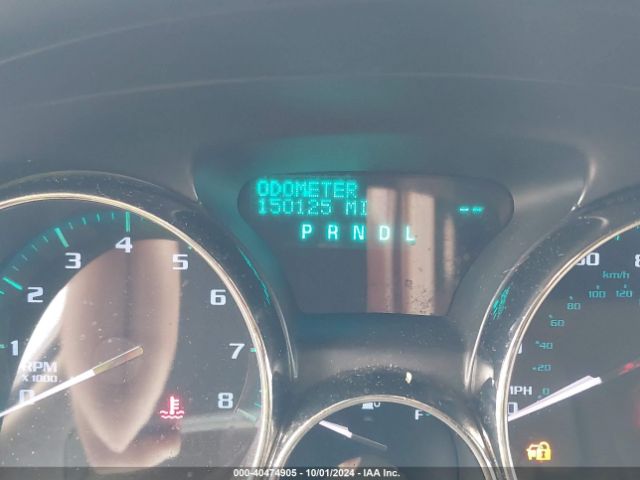 ODOMETER
150125 MI
--
P R N D L
0 1 2 3 4 5 6 7 8
RPM
X 1000
F
km/h
0 20 40 60 80 100 120
MPH
000-40474905 - 10/01/2024 - IAA Inc.